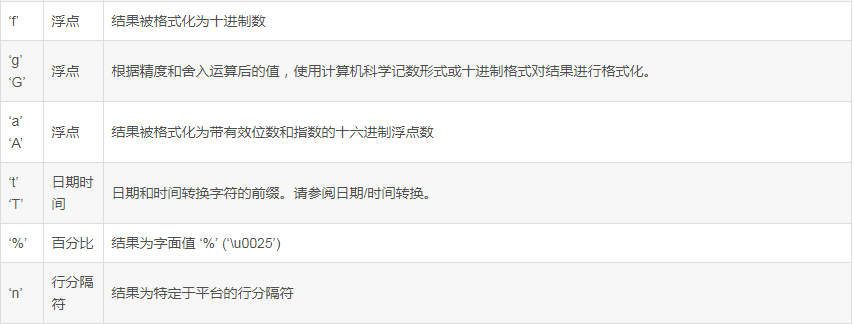 ‘f’ 浮点 结果被格式化为十进制数
‘g’
‘G’
浮点 根据精度和舍入运算后的值，使用计算机科学记数形式或十进制格式对结果进行格式化。
‘a’
‘A’
浮点 结果被格式化为带有效位数和指数的十六进制浮点数
‘t’
‘T’
日期时
间
日期和时间转换字符的前缀。请参阅日期/时间转换。
‘%’ 百分比 结果为字面值 ‘%’ (‘\u0025’)
‘n’
行分隔
符
结果为特定于平台的行分隔符